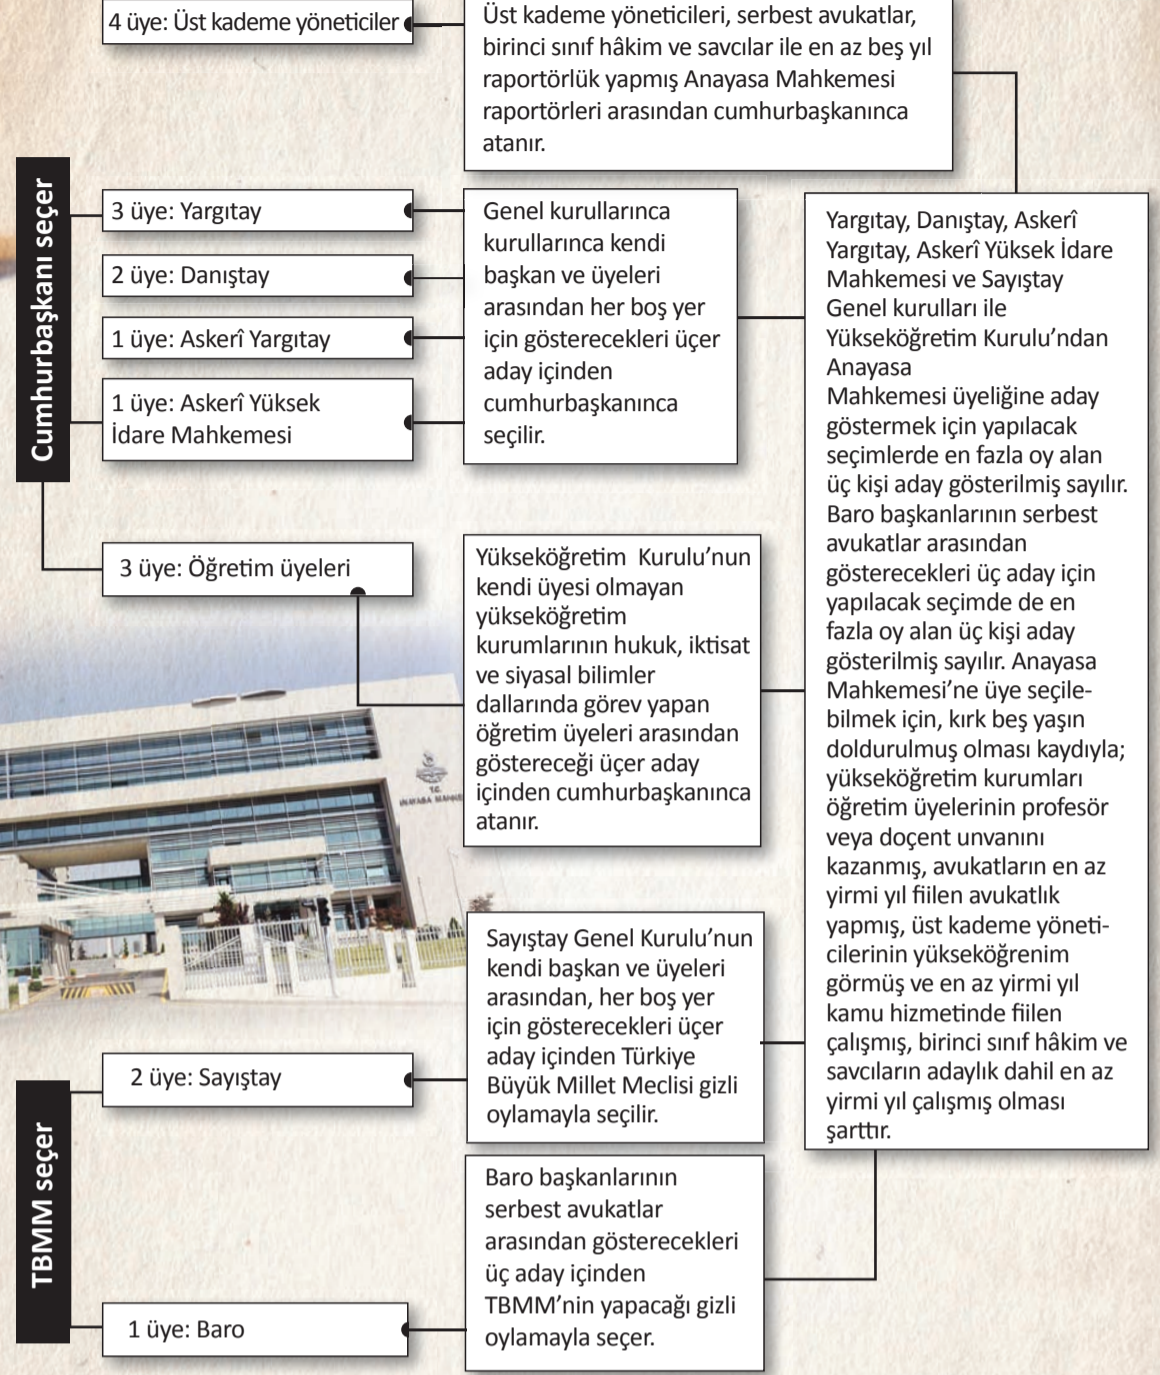 4 üye: Üst kademe yöneticiler
Üst kademe yöneticileri, serbest avukatlar,
birinci sınıf hâkim ve savcılar ile en az beş yıl
raportörlük yapmış Anayasa Mahkemesi
raportörleri arasından cumhurbaşkanınca
atanır.
Cumhurbaşkanı seçer
3 üye: Yargıtay
2 üye: Danıştay
1 üye: Askerî Yargıtay
1 üye: Askerî Yüksek
İdare Mahkemesi
Genel kurullarınca
kurullarınca kendi
başkan ve üyeleri
arasından her boş yer
için gösterecekleri üçer
aday içinden
cumhurbaşkanınca
seçilir.
3 üye: Öğretim üyeleri
Yükseköğretim Kurulu'nun
kendi üyesi olmayan
yükseköğretim
kurumlarının hukuk, iktisat
ve siyasal bilimler
dallarında görev yapan
öğretim üyeleri arasından
göstereceği üçer aday
içinden cumhurbaşkanınca
atanır.
T.C.
TBMM seçer
2 üye: Sayıştay
Sayıştay Genel Kurulu'nun
kendi başkan ve üyeleri
arasından, her boş yer
için gösterecekleri üçer
aday içinden Türkiye
Büyük Millet Meclisi gizli
oylamayla seçilir.
1 üye: Baro
Baro başkanlarının
serbest avukatlar
arasından gösterecekleri
üç aday içinden
TBMM'nin yapacağı gizli
oylamayla seçer.
Yargıtay, Danıştay, Askerî
Yargıtay, Askerî Yüksek İdare
Mahkemesi ve Sayıştay
Genel kurulları ile
Yükseköğretim Kurulu'ndan
Anayasa
Mahkemesi üyeliğine aday
göstermek için yapılacak
seçimlerde en fazla oy alan
üç kişi aday gösterilmiş sayılır.
Baro başkanlarının serbest
avukatlar arasından
gösterecekleri üç aday için
yapılacak seçimde de en
fazla oy alan üç kişi aday
gösterilmiş sayılır. Anayasa
Mahkemesi'ne üye seçile-
bilmek için, kırk beş yaşın
doldurulmuş olması kaydıyla;
yükseköğretim kurumları
öğretim üyelerinin profesör
veya doçent unvanını
kazanmış, avukatların en az
yirmi yıl fiilen avukatlık
yapmış, üst kademe yöneti-
cilerinin yükseköğrenim
görmüş ve en az yirmi yıl
kamu hizmetinde fiilen
çalışmış, birinci sınıf hâkim ve
savcıların adaylık dahil en az
yirmi yıl çalışmış olması
şarttır.